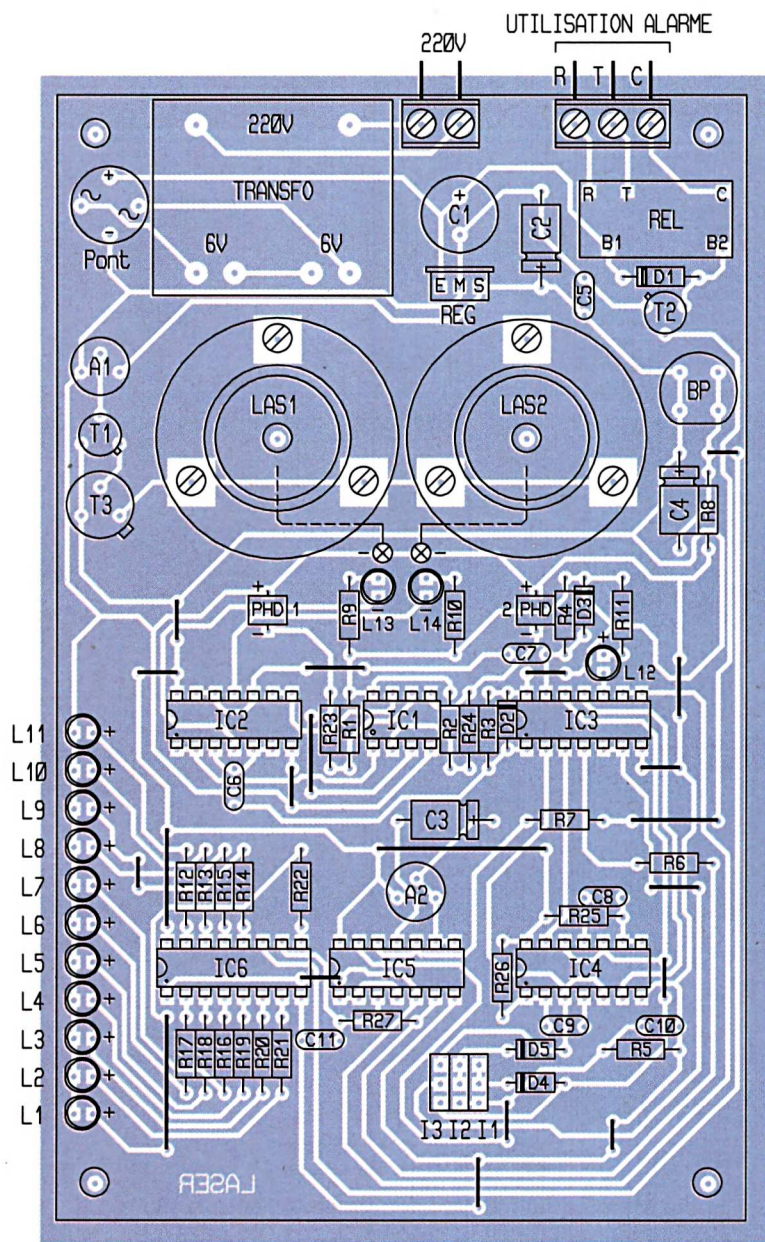 UTILISATION ALARME
220V
R T C
220V
+
TRANSFO
+
C1
C2
R T C
REL
B1 B2
-
6V 6V
Pont
E M S
REG
C5
D1
T2
A1
LAS1
LAS2
BP
T1
T3
C4
R8
- -
+ PHD 1 -
R9
L13 -
L14 -
R10
+ 2 PHD -
R4
D3
R11
C7
+ L12
IC2
R23
R1
IC1
R2
R24
R3
D2
IC3
L11 +
L10 +
L9 +
L8 +
L7 +
L6 +
L5 +
L4 +
L3 +
L2 +
L1 +
C6
C3
R7
R6
R12
R13
R15
R14
R22
A2
C8
R25
IC6
IC5
R26
IC4
R27
C9
C10
R17
R18
R16
R19
R20
R21
C11
D5
R5
D4
I3 I2 I1
LASER